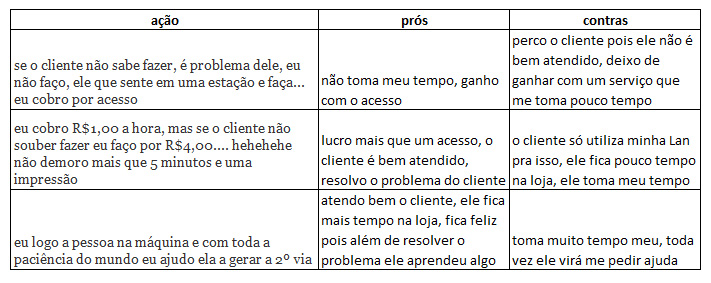 ação prós contras
se o cliente não sabe fazer, é problema dele, eu
não faço, ele que sente em uma estação e faça...
eu cobro por acesso
não toma meu tempo, ganho
com o acesso
perco o cliente pois ele não é
bem atendido, deixo de
ganhar com um serviço que
me toma pouco tempo
eu cobro R$1,00 a hora, mas se o cliente não
souber fazer eu faço por R$4,00.... hehehehe
não demoro mais que 5 minutos e uma
impressão
lucro mais que um acesso, o
cliente é bem atendido,
resolvo o problema do cliente
o cliente só utiliza minha Lan
pra isso, ele fica pouco tempo
na loja, ele toma meu tempo
eu logo a pessoa na máquina e com toda a
paciência do mundo eu ajudo ela a gerar a 2º via
atendo bem o cliente, ele fica
mais tempo na loja, fica feliz
pois além de resolver o
problema ele aprendeu algo
toma muito tempo meu, toda
vez ele virá me pedir ajuda